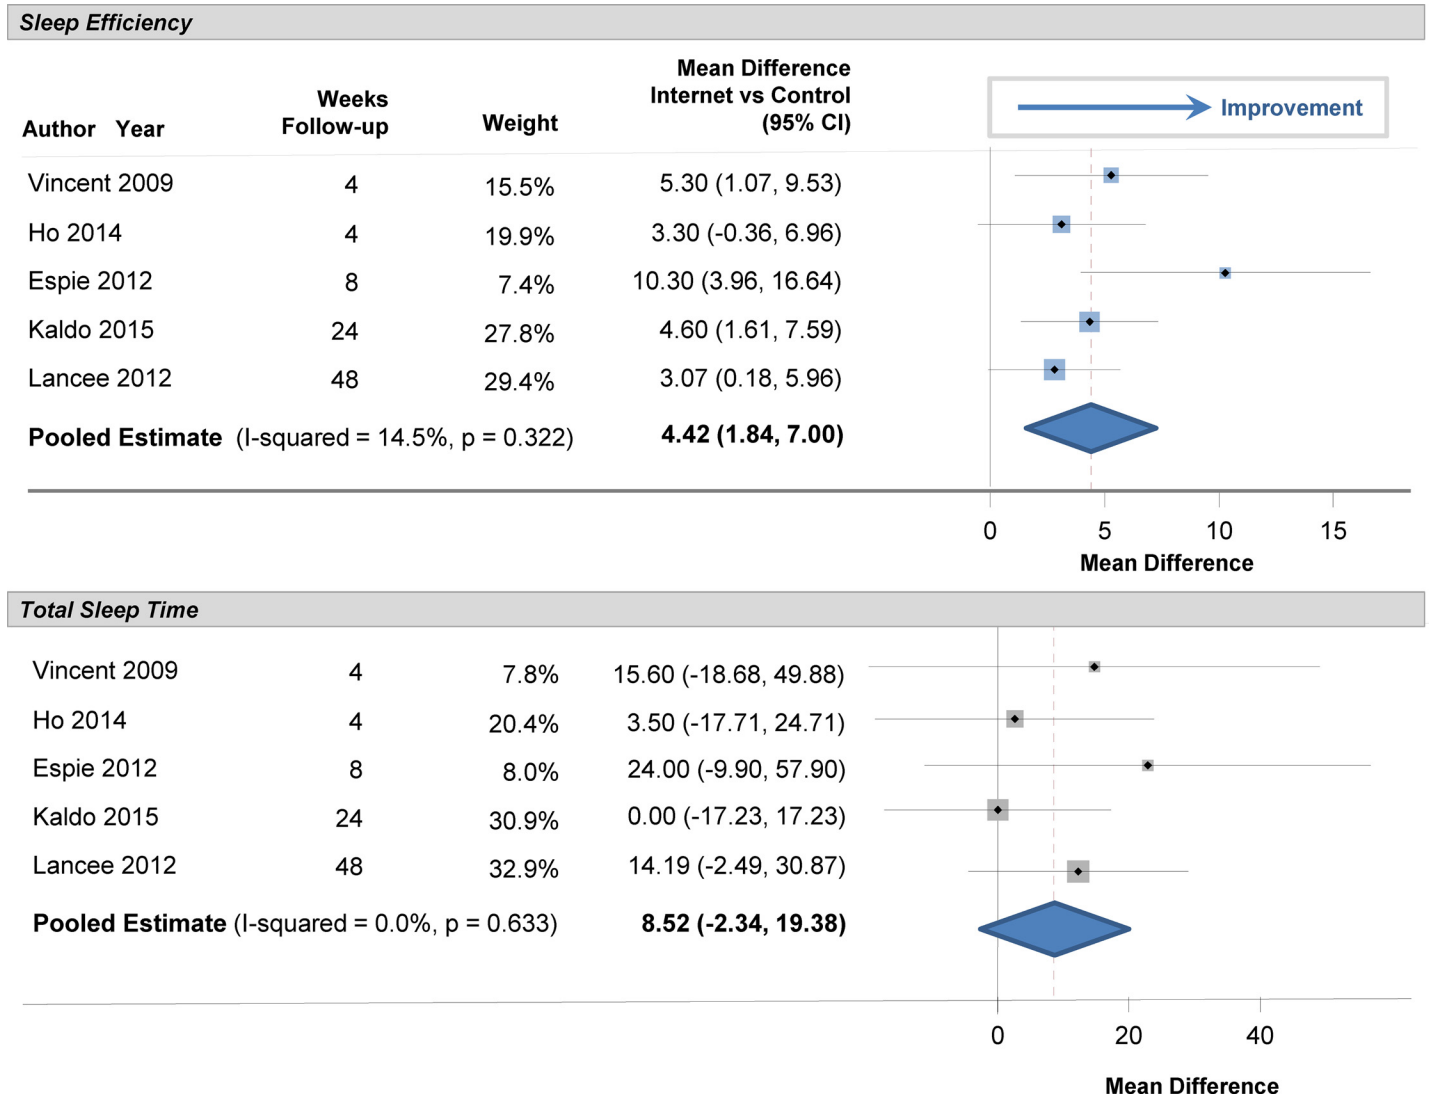 Sleep Efficiency
Author Year Weeks Follow-up Weight Mean Difference Internet vs Control (95% CI) Improvement
Vincent 2009 4 15.5% 5.30 (1.07, 9.53)
Ho 2014 4 19.9% 3.30 (-0.36, 6.96)
Espie 2012 8 7.4% 10.30 (3.96, 16.64)
Kaldo 2015 24 27.8% 4.60 (1.61, 7.59)
Lancee 2012 48 29.4% 3.07 (0.18, 5.96)
Pooled Estimate (I-squared = 14.5%, p = 0.322) 4.42 (1.84, 7.00)
0 5 10 15
Mean Difference
Total Sleep Time
Vincent 2009 4 7.8% 15.60 (-18.68, 49.88)
Ho 2014 4 20.4% 3.50 (-17.71, 24.71)
Espie 2012 8 8.0% 24.00 (-9.90, 57.90)
Kaldo 2015 24 30.9% 0.00 (-17.23, 17.23)
Lancee 2012 48 32.9% 14.19 (-2.49, 30.87)
Pooled Estimate (I-squared = 0.0%, p = 0.633) 8.52 (-2.34, 19.38)
0 20 40
Mean Difference